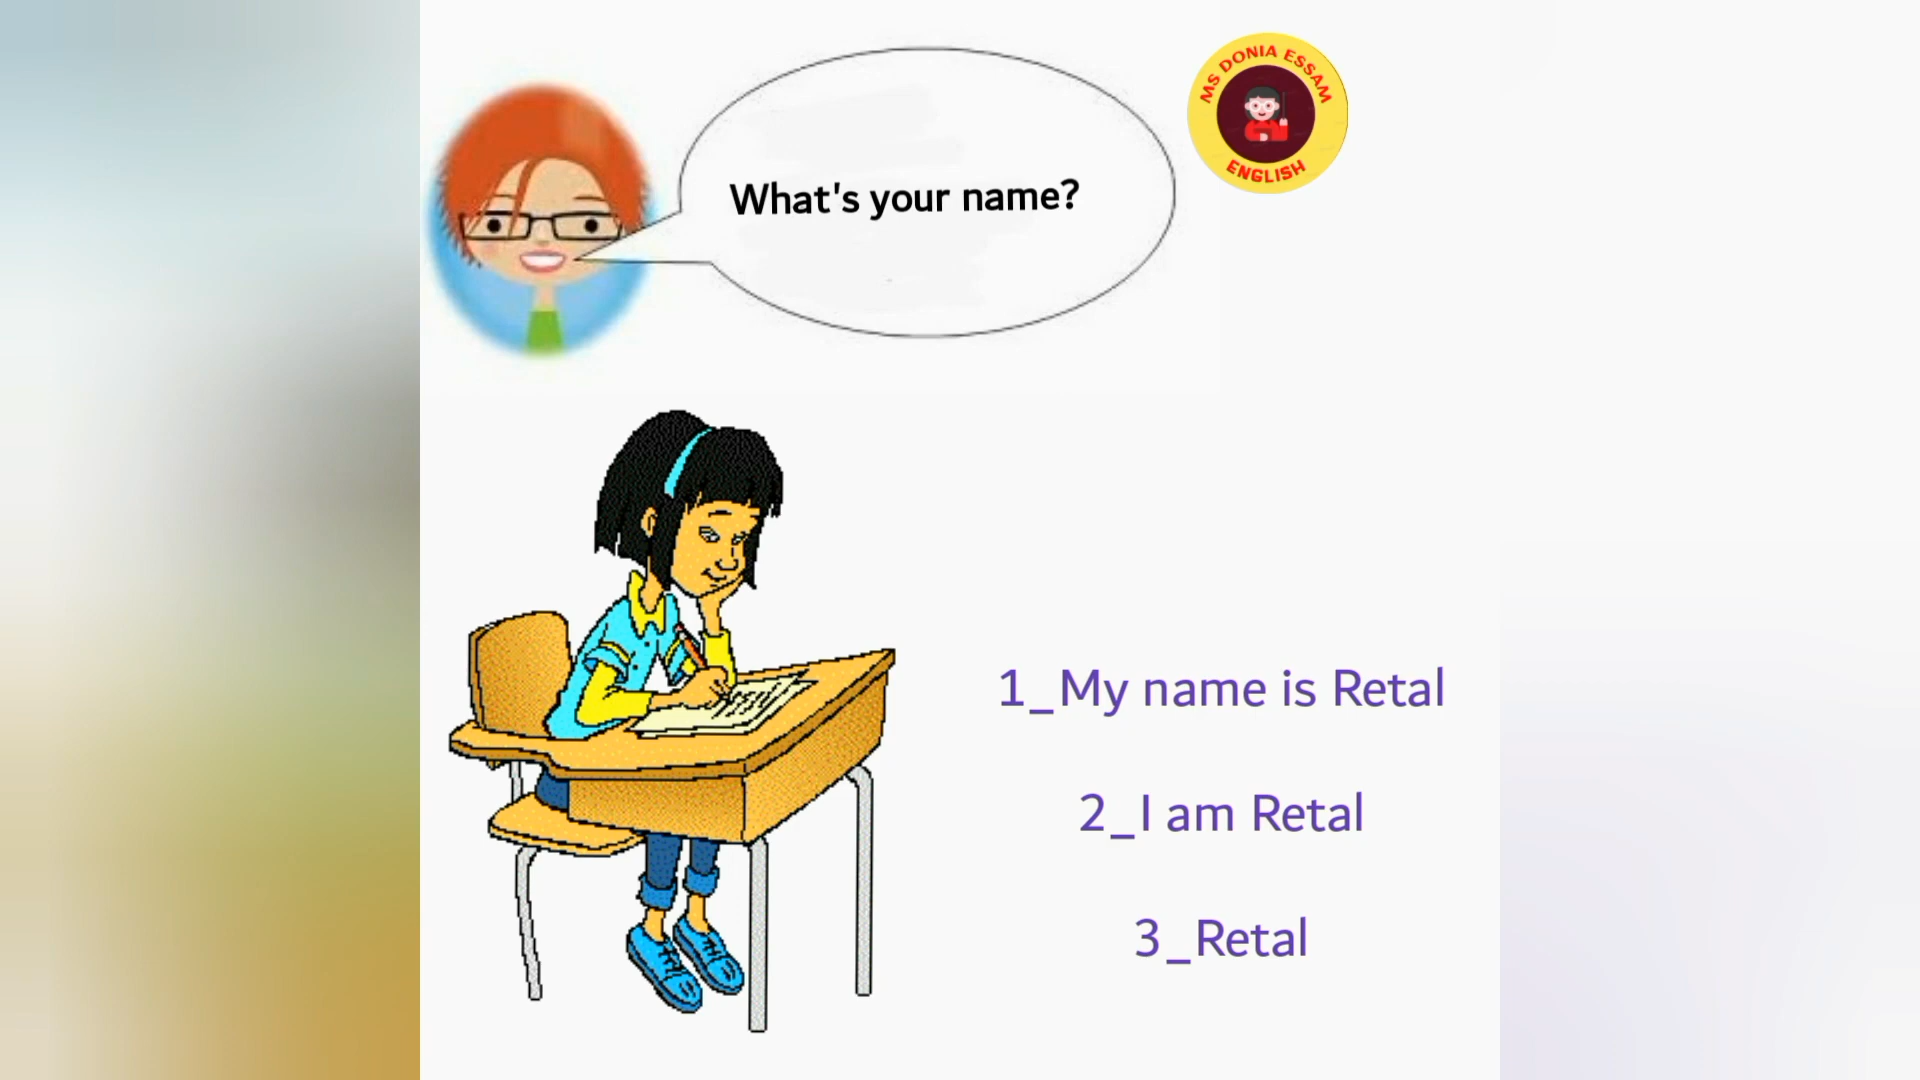 MS DONIA ESSAM
ENGLISH
What's your name?
1_My name is Retal
2_I am Retal
3_Retal